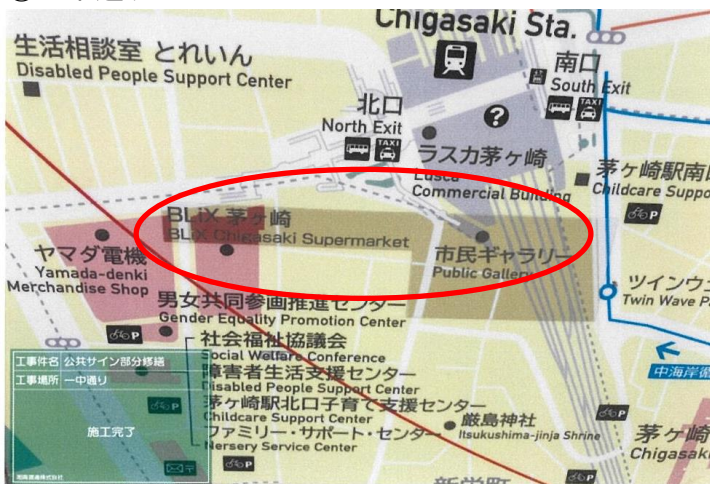 Chigasaki Sta.
生活相談室 とれいん
Disabled People Support Center
南口
South Exit
北口
North Exit
TAXI
TAXI
?
ラスカ茅ヶ崎
Lusca
Commercial Building
茅ヶ崎駅南
Childcare Suppo
P
BLiX 茅ヶ崎
BLiX Chigasaki Supermarket
市民ギャラリー
Public Gallery
ヤマダ電機
Yamada-denki
Merchandise Shop
ツインウェ
Twin Wave P
男女共同参画推進センター
Gender Equality Promotion Center
P
社会福祉協議会
Social Welfare Conference
障害者生活支援センター
Disabled People Support Center
茅ヶ崎駅北口子育て支援センター
Childcare Support Center
ファミリー・サポート・センター
Nersery Service Center
中海岸
厳島神社
Itsukushima-jinja Shrine
P
茅ヶ崎
Chigasaki
P
P
P
新栄町
工事件名 公共サイン部分修繕
工事場所 一中通り
施工完了
P
〒